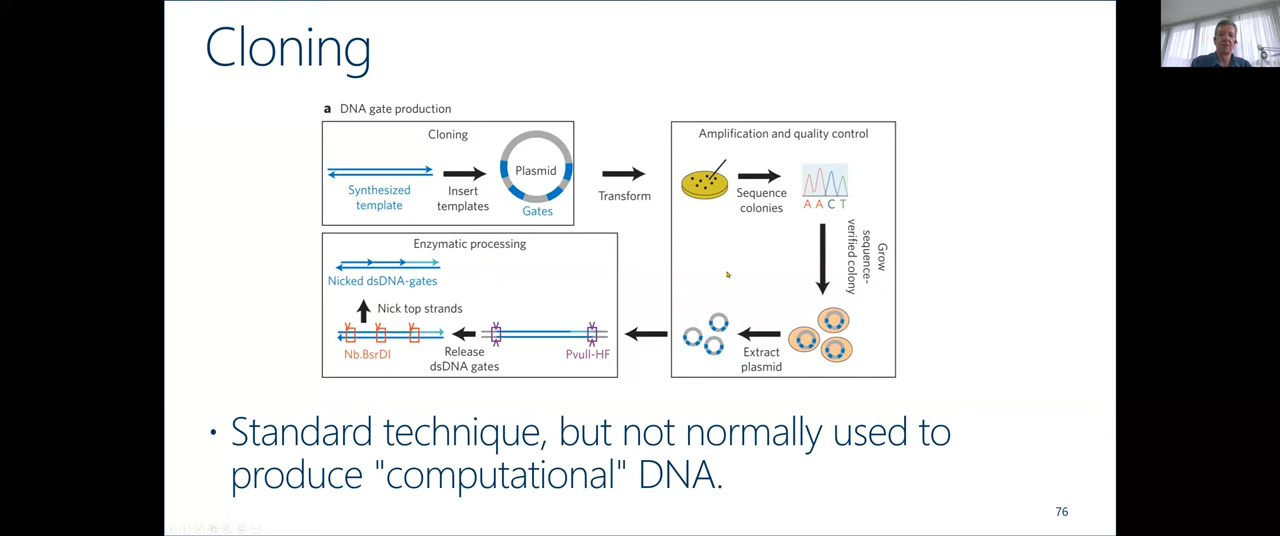 Cloning
a DNA gate production
Cloning
Synthesized
template
Insert
templates
Plasmid
Gates
Transform
Amplification and quality control
Sequence
colonies
A A C T
Grow
sequence-
verified colony
Extract
plasmid
Enzymatic processing
Nicked dsDNA-gates
Nick top strands
Nb.BsrDI
Release
dsDNA gates
PvuII-HF
• Standard technique, but not normally used to
produce "computational" DNA.
76